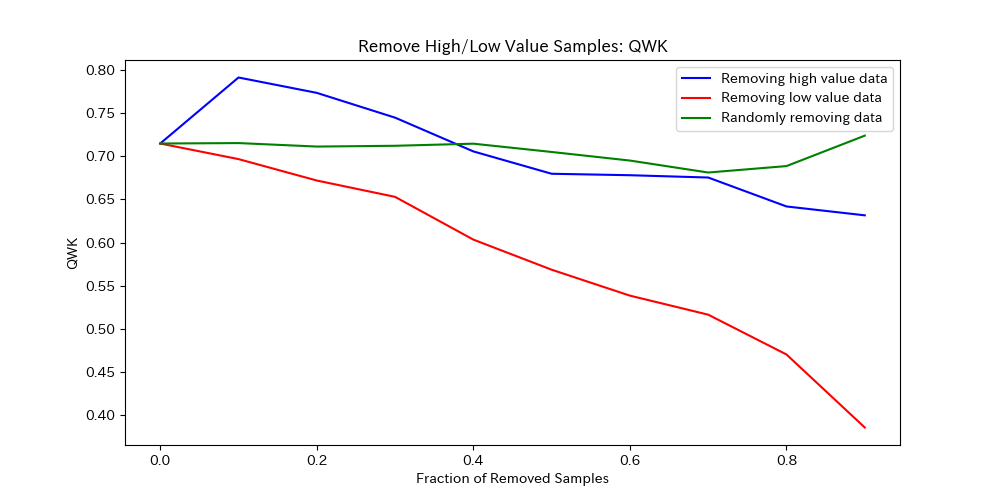 Remove High/Low Value Samples: QWK
Removing high value data
Removing low value data
Randomly removing data
QWK
0.80
0.75
0.70
0.65
0.60
0.55
0.50
0.45
0.40
0.0 0.2 0.4 0.6 0.8
Fraction of Removed Samples